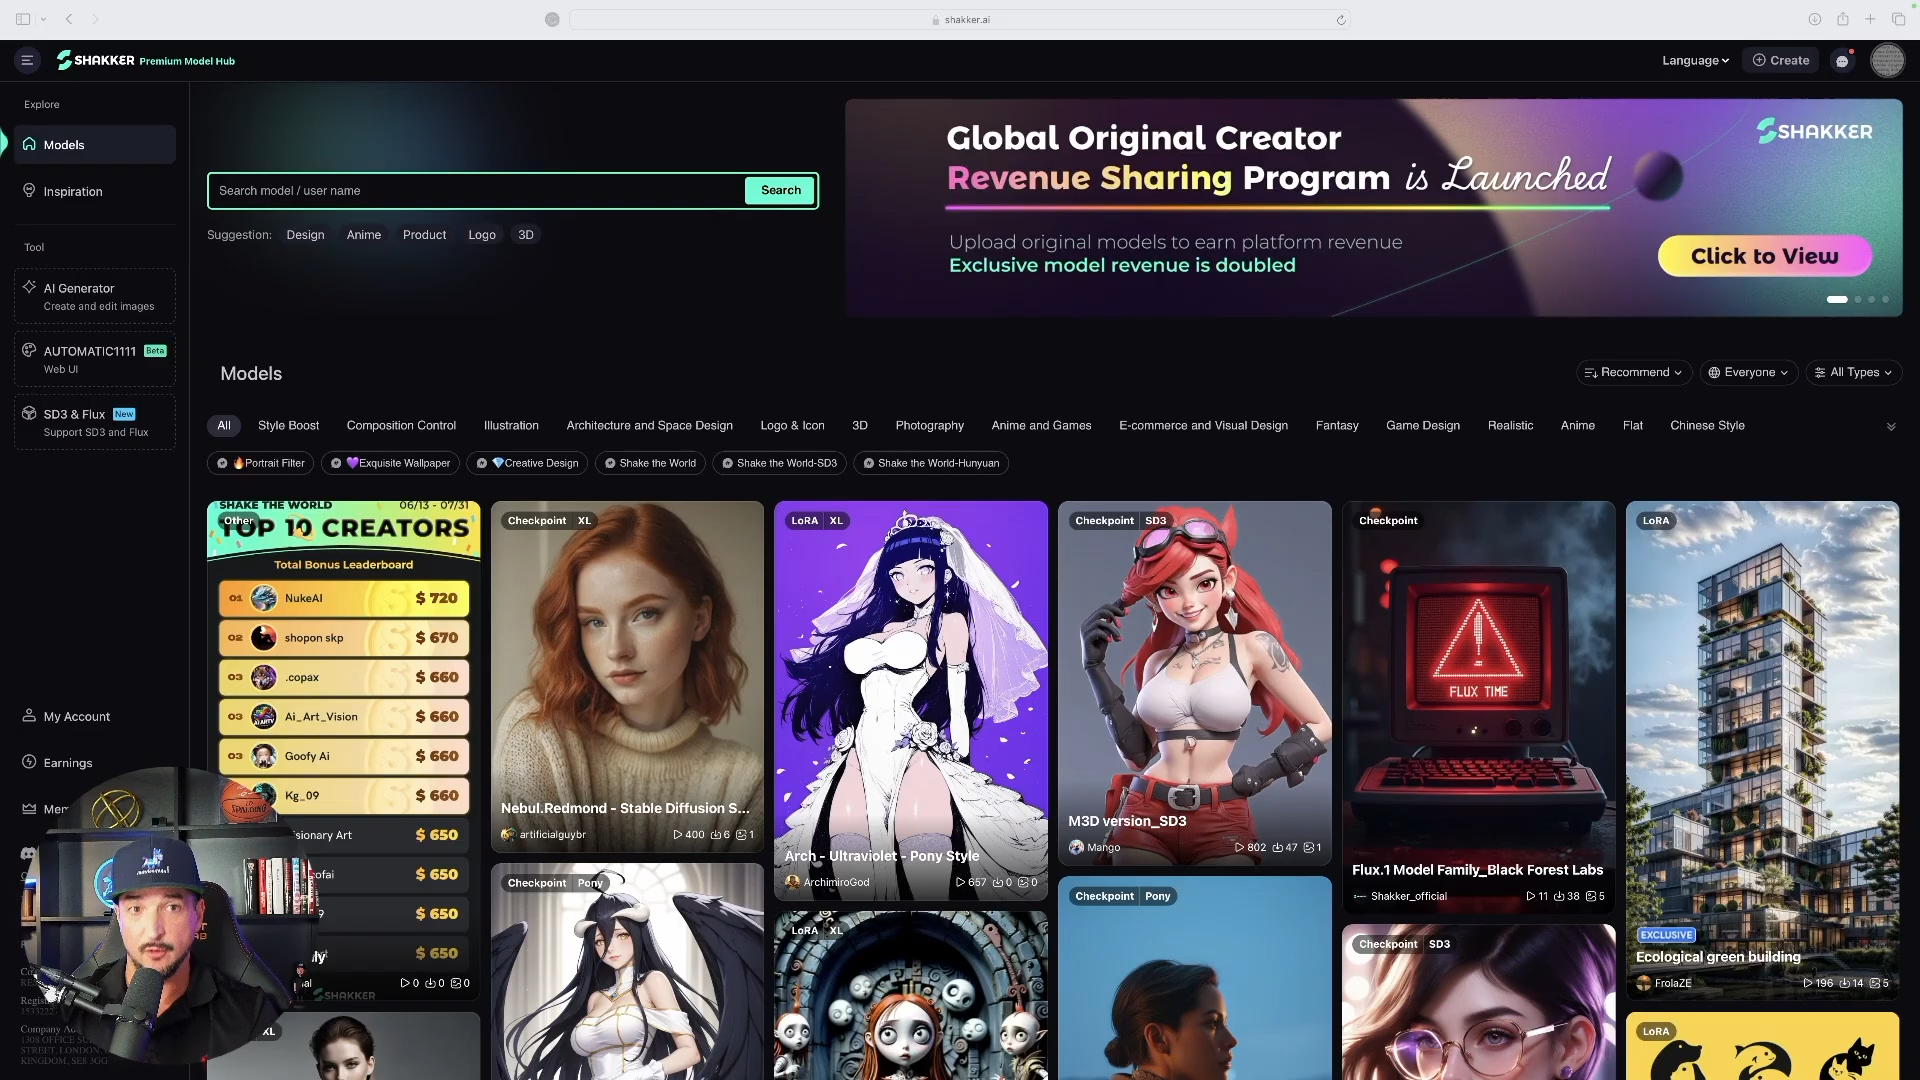 shakker.ai
SHAKKER Premium Model Hub
Language
Create
Explore
Models
Inspiration
Tool
AI Generator
Create and edit images
AUTOMATIC1111 Beta
Web UI
SD3 & Flux New
Support SD3 and Flux
My Account
Earnings
Search model / user name
Search
Suggestion: Design Anime Product Logo 3D
Global Original Creator
Revenue Sharing Program is Launched
Upload original models to earn platform revenue
Exclusive model revenue is doubled
SHAKKER
Click to View
Models
Recommend
Everyone
All Types
All Style Boost Composition Control Illustration Architecture and Space Design Logo & Icon 3D Photography Anime and Games E-commerce and Visual Design Fantasy Game Design Realistic Anime Flat Chinese Style
🔥Portrait Filter 💜Exquisite Wallpaper 💎Creative Design Shake the World Shake the World-SD3 Shake the World-Hunyuan
SHAKE THE WORLD 06/13 - 07/31
Other
TOP 10 CREATORS
Total Bonus Leaderboard
01 NukeAI $ 720
02 shopon skp $ 670
03 .copax $ 660
03 Ai_Art_Vision $ 660
03 Goofy Ai $ 660
Kg_09 $ 660
$ 650
$ 650
$ 650
$ 650
0 0 0
SHAKKER
XL
Checkpoint XL
Nebul.Redmond - Stable Diffusion S...
artificialguybr 400 6 1
Checkpoint Pony
LoRA XL
Arch - Ultraviolet - Pony Style
ArchimiroGod 657 0 0
LoRA XL
Checkpoint SD3
M3D version_SD3
Mango 802 47 1
Checkpoint Pony
Checkpoint
FLUX TIME
Flux.1 Model Family_Black Forest Labs
Shakker_official 11 38 5
Checkpoint SD3
LoRA
EXCLUSIVE
Ecological green building
FrolaZE 196 14 5
LoRA
SPALDING